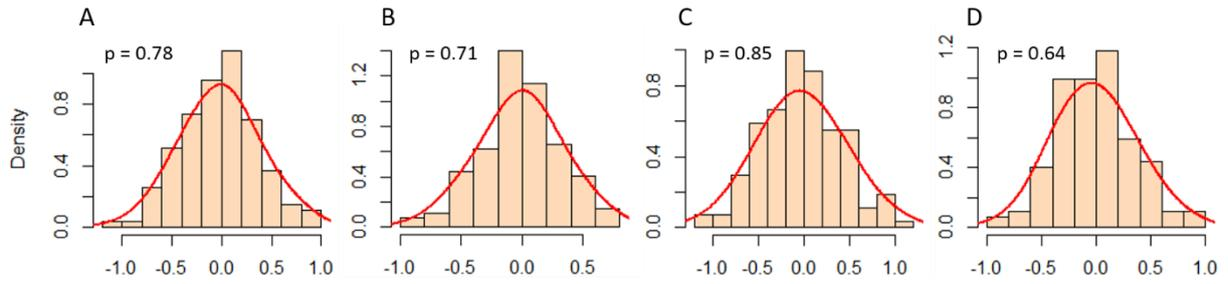 A
p = 0.78
Density
0.0 0.4 0.8
-1.0 -0.5 0.0 0.5 1.0
B
p = 0.71
0.0 0.4 0.8 1.2
-1.0 -0.5 0.0 0.5
C
p = 0.85
0.0 0.4 0.8
-1.0 -0.5 0.0 0.5 1.0
D
p = 0.64
0.0 0.4 0.8 1.2
-1.0 -0.5 0.0 0.5 1.0